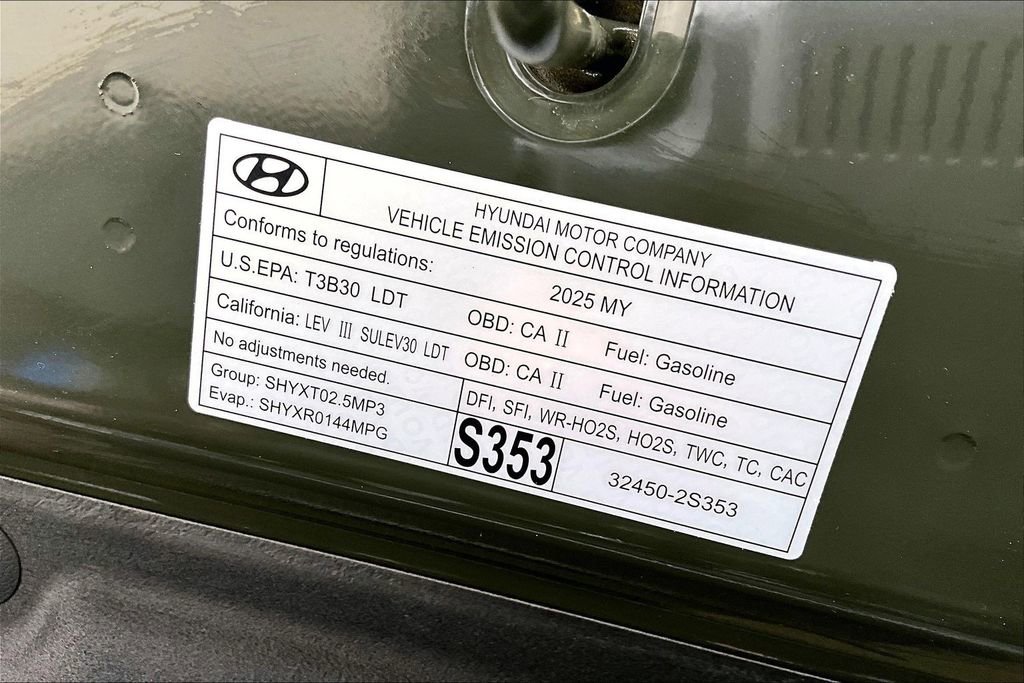 HYUNDAI MOTOR COMPANY
VEHICLE EMISSION CONTROL INFORMATION
Conforms to regulations: 2025 MY
U.S.EPA: T3B30 LDT OBD: CA II Fuel: Gasoline
California: LEV III SULEV30 LDT OBD: CA II Fuel: Gasoline
No adjustments needed. DFI, SFI, WR-HO2S, HO2S, TWC, TC, CAC
Group: SHYXT02.5MP3
Evap.: SHYXR0144MPG
S353
32450-2S353